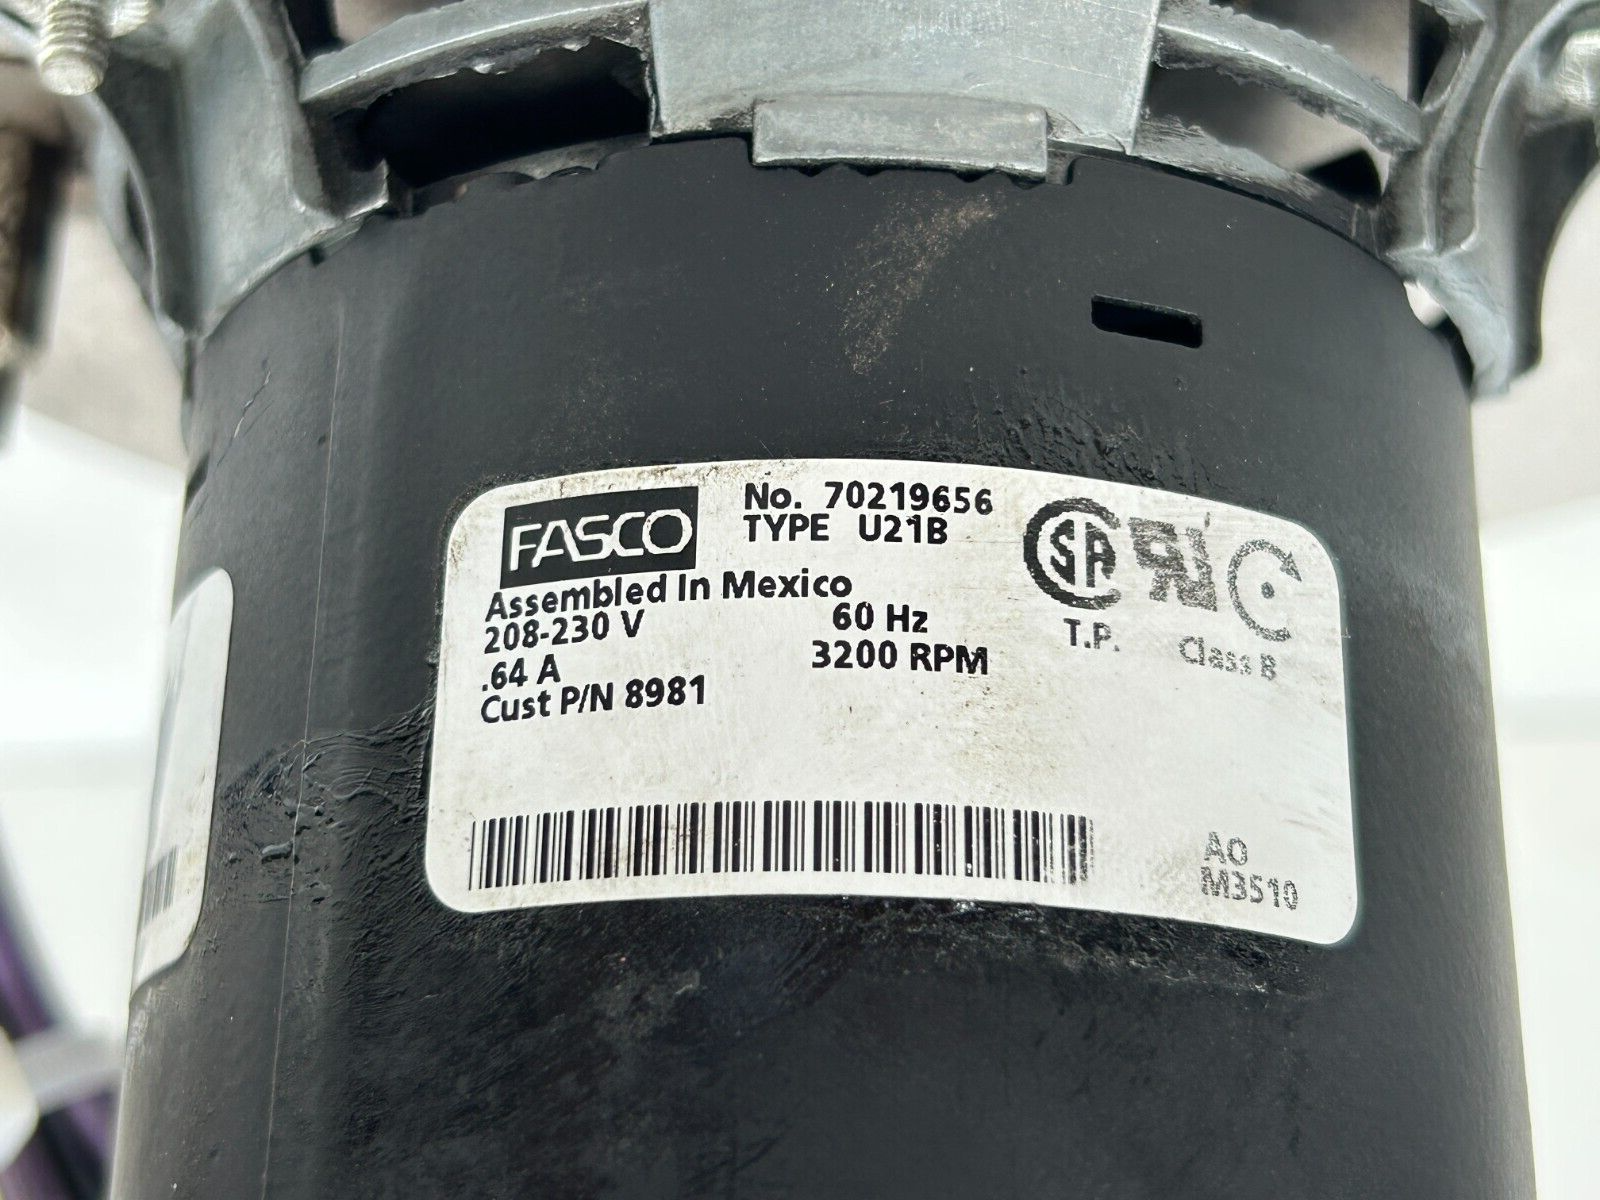 FASCO
No. 70219656
TYPE U21B
Assembled In Mexico
208-230 V 60 Hz
.64 A 3200 RPM
Cust P/N 8981
SA
T.P.
Class B
AO
M3510